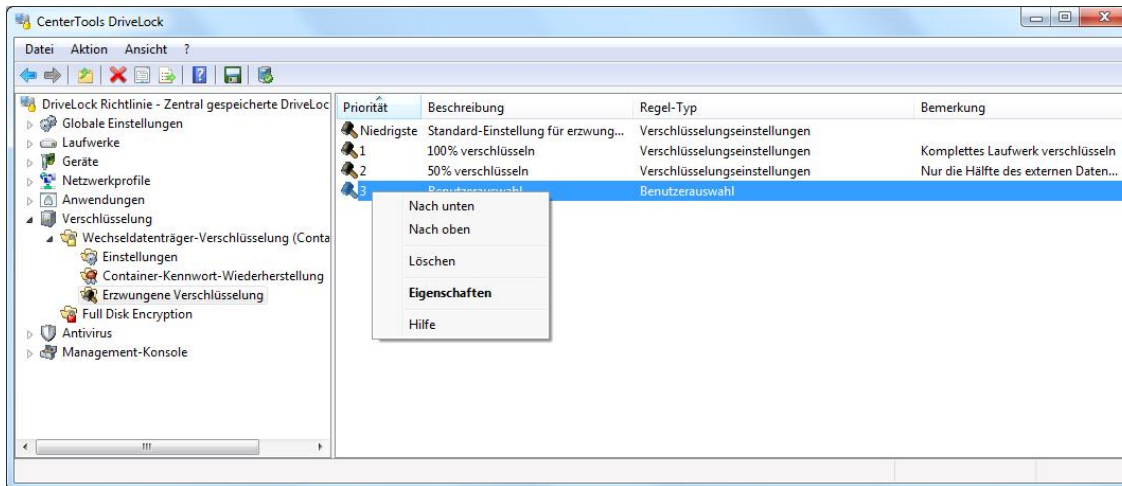 CenterTools DriveLock
Datei Aktion Ansicht ?
DriveLock Richtlinie - Zentral gespeicherte DriveLoc
Globale Einstellungen
Laufwerke
Geräte
Netzwerkprofile
Anwendungen
Verschlüsselung
Wechseldatenträger-Verschlüsselung (Conta
Einstellungen
Container-Kennwort-Wiederherstellung
Erzwungene Verschlüsselung
Full Disk Encryption
Antivirus
Management-Konsole
Priorität Beschreibung Regel-Typ Bemerkung
Niedrigste Standard-Einstellung für erzwung... Verschlüsselungseinstellungen
1 100% verschlüsseln Verschlüsselungseinstellungen Komplettes Laufwerk verschlüsseln
2 50% verschlüsseln Verschlüsselungseinstellungen Nur die Hälfte des externen Daten...
3 Benutzerauswahl Benutzerauswahl
Nach unten
Nach oben
Löschen
Eigenschaften
Hilfe